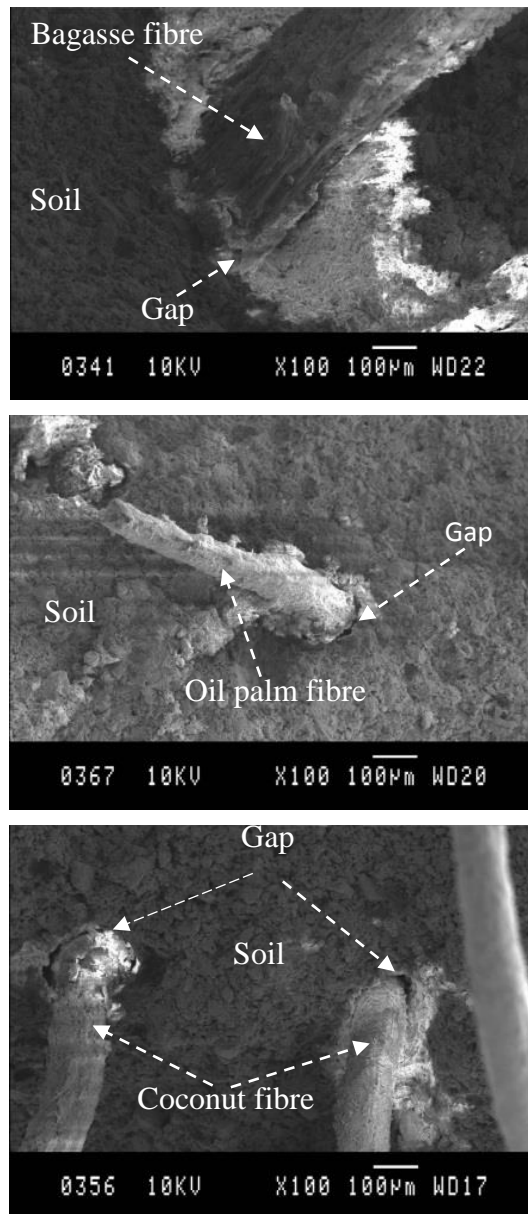 Bagasse fibre
Soil
Gap
0341 10KV X100 100µm WD22
Gap
Soil
Oil palm fibre
0367 10KV X100 100µm WD20
Gap
Soil
Coconut fibre
0356 10KV X100 100µm WD17